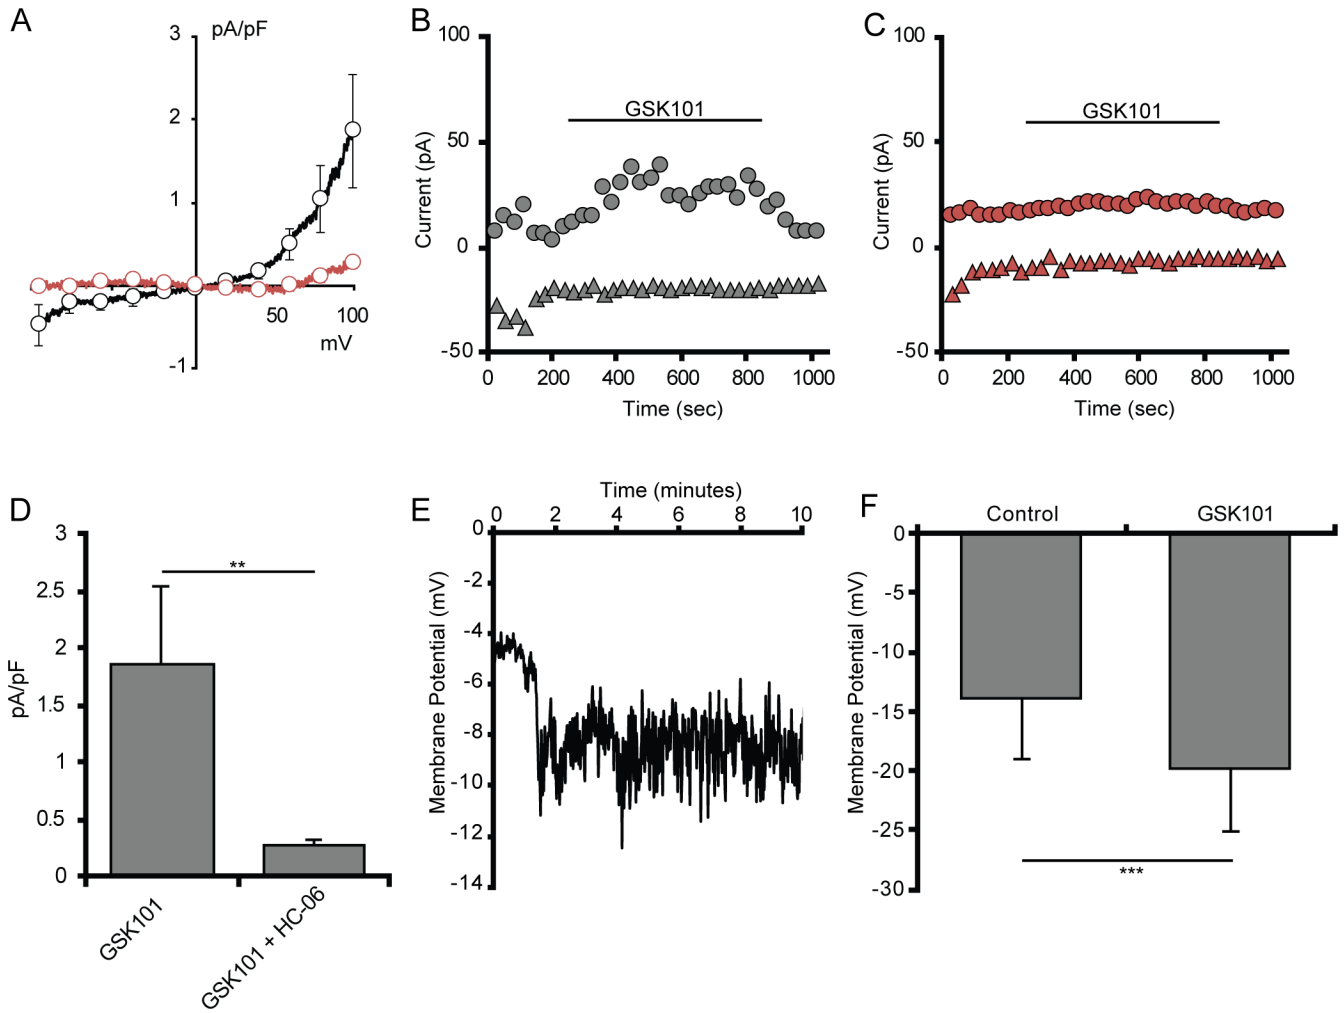 A
pA/pF
3
2
1
-1
50
100
mV
B
100
50
0
-50
Current (pA)
GSK101
0
200
400
600
800
1000
Time (sec)
C
100
50
0
-50
Current (pA)
GSK101
0
200
400
600
800
1000
Time (sec)
D
3
2.5
2
1.5
1
0.5
0
pA/pF
**
GSK101
GSK101 + HC-06
E
Time (minutes)
0
2
4
6
8
10
0
-2
-4
-6
-8
-10
-12
-14
Membrane Potential (mV)
F
Control
GSK101
0
-5
-10
-15
-20
-25
-30
Membrane Potential (mV)
***